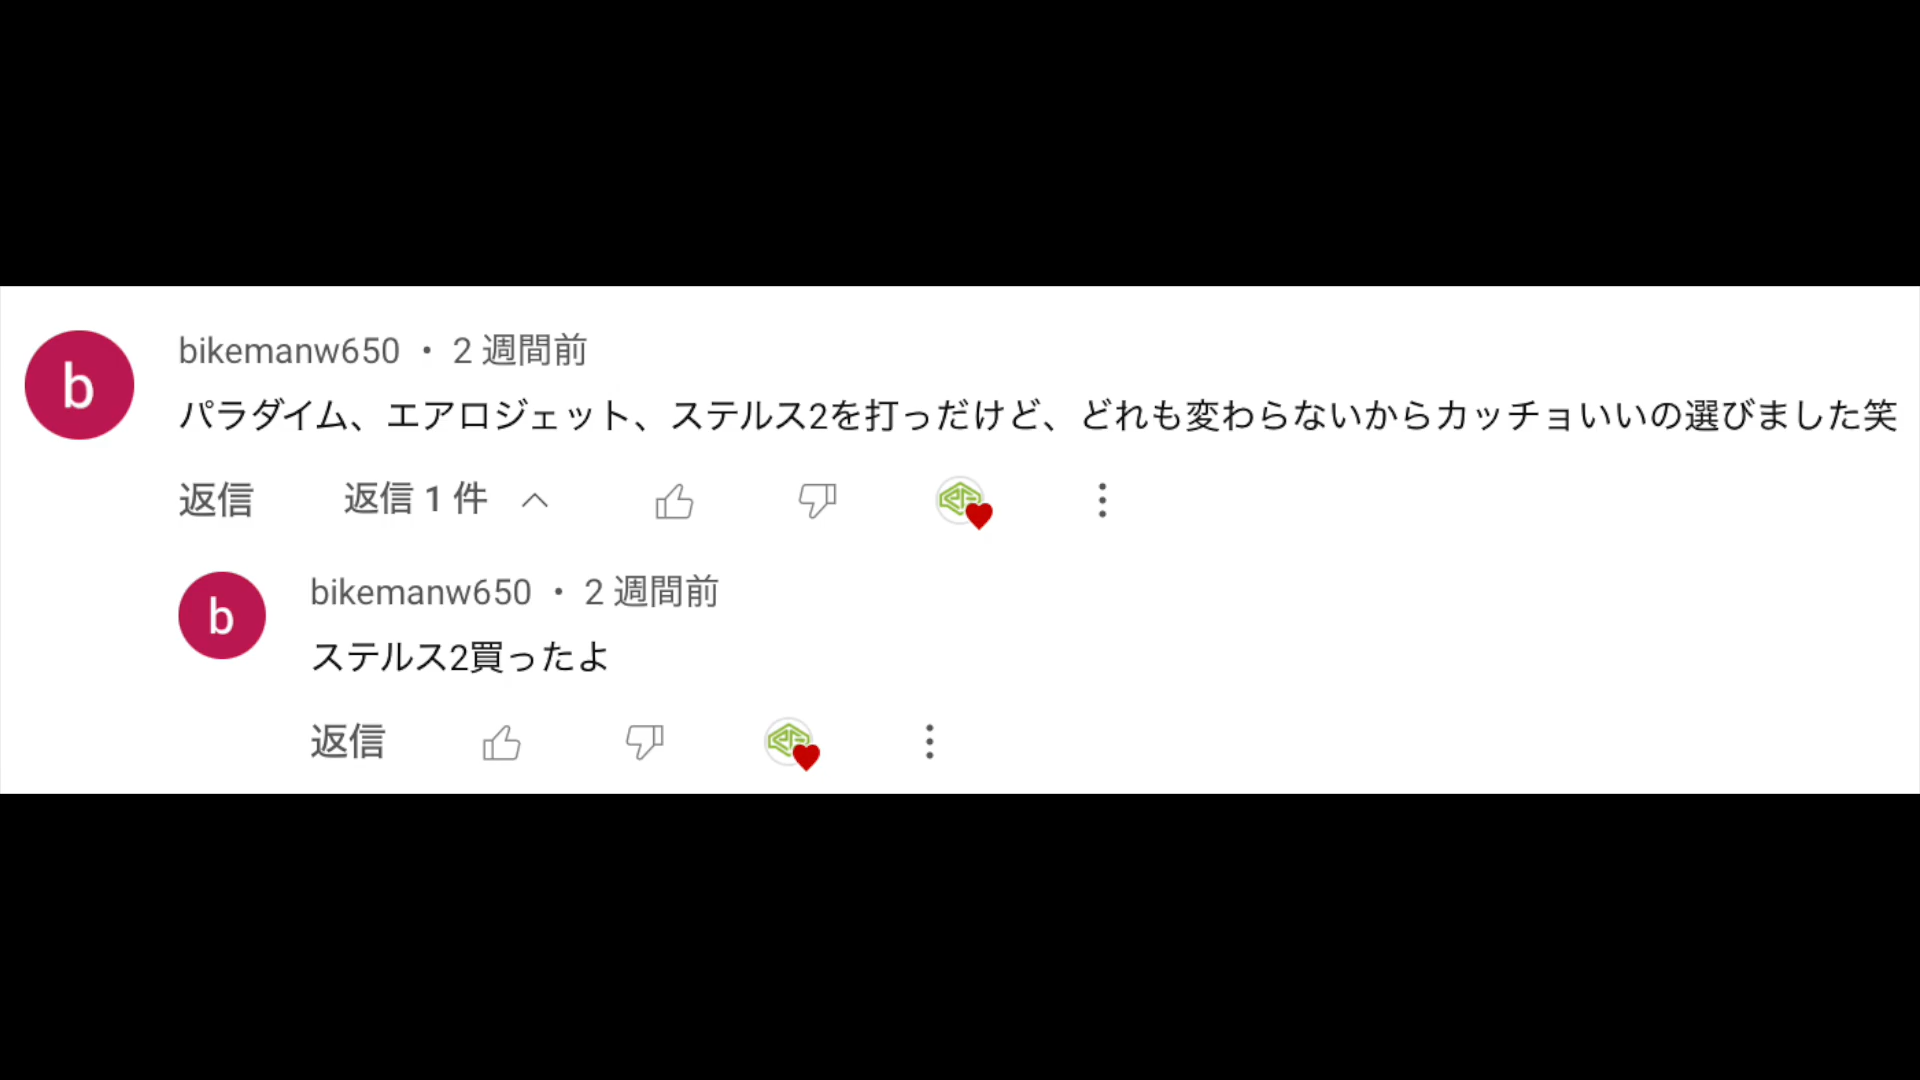 b
bikemanw650 ・ 2 週間前
パラダイム、エアロジェット、ステルス2を打っだけど、どれも変わらないからカッチョいいの選びました笑
返信 返信 1 件
b
bikemanw650 ・ 2 週間前
ステルス2買ったよ
返信